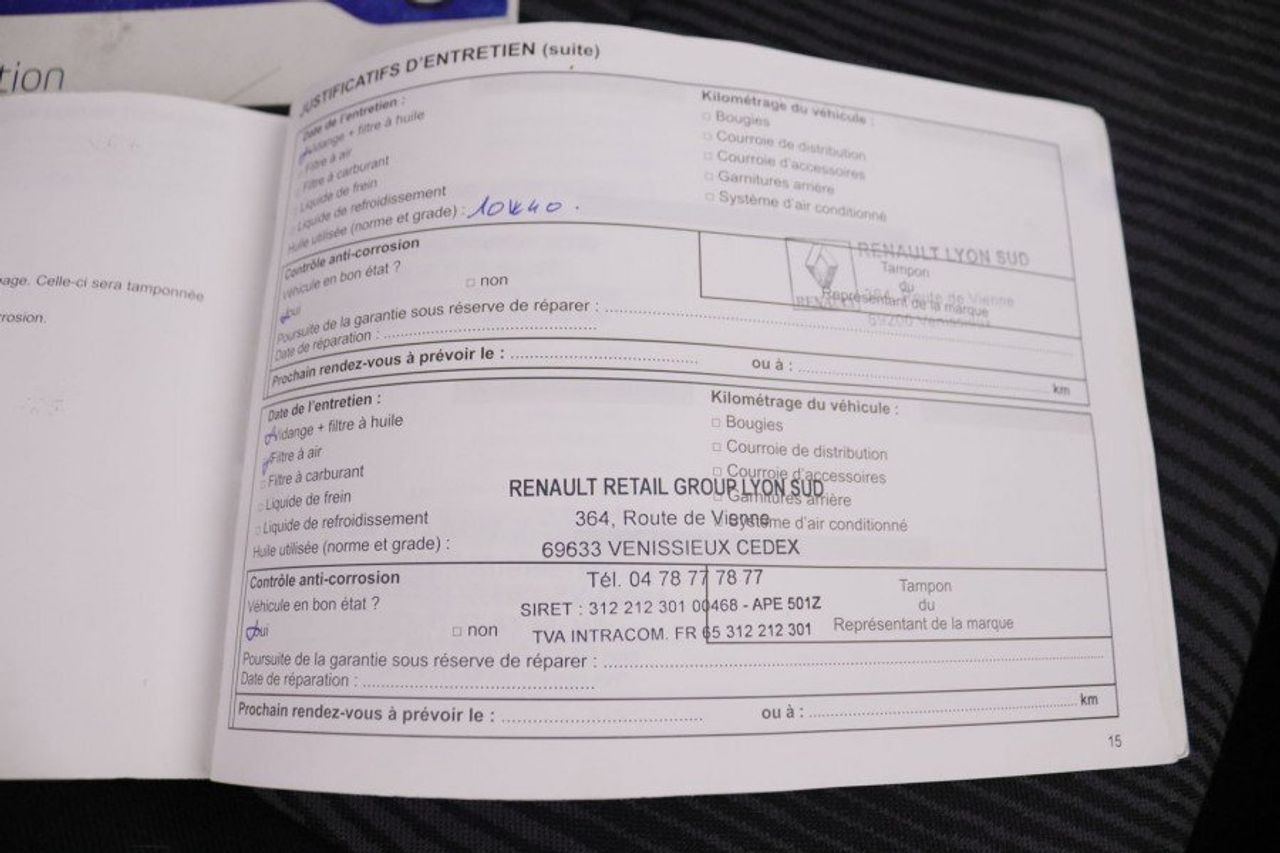 tion
page. Celle-ci sera tamponnée
rosion.
JUSTIFICATIFS D'ENTRETIEN (suite)
Date de l'entretien :
Vidange + filtre à huile
Filtre à air
Filtre à carburant
Liquide de frein
Liquide de refroidissement
Huile utilisée (norme et grade) : 10W40.
Kilométrage du véhicule :
Bougies
Courroie de distribution
Courroie d'accessoires
Garnitures arrière
Système d'air conditionné
Contrôle anti-corrosion
Véhicule en bon état ?
oui
non
RENAULT LYON SUD
364, Route de Vienne
69200 Venissieux
RENAULT
Tampon
du
Représentant de la marque
Poursuite de la garantie sous réserve de réparer :
Date de réparation :
Prochain rendez-vous à prévoir le : ou à : km
Date de l'entretien :
Vidange + filtre à huile
Filtre à air
Filtre à carburant
Liquide de frein
Liquide de refroidissement
Huile utilisée (norme et grade) :
Kilométrage du véhicule :
Bougies
Courroie de distribution
Courroie d'accessoires
Garnitures arrière
Système d'air conditionné
RENAULT RETAIL GROUP LYON SUD
364, Route de Vienne
69633 VENISSIEUX CEDEX
Tél. 04 78 77 78 77
SIRET : 312 212 301 00468 - APE 501Z
TVA INTRACOM. FR 65 312 212 301
Contrôle anti-corrosion
Véhicule en bon état ?
oui
non
Tampon
du
Représentant de la marque
Poursuite de la garantie sous réserve de réparer :
Date de réparation :
Prochain rendez-vous à prévoir le : ou à : km
15